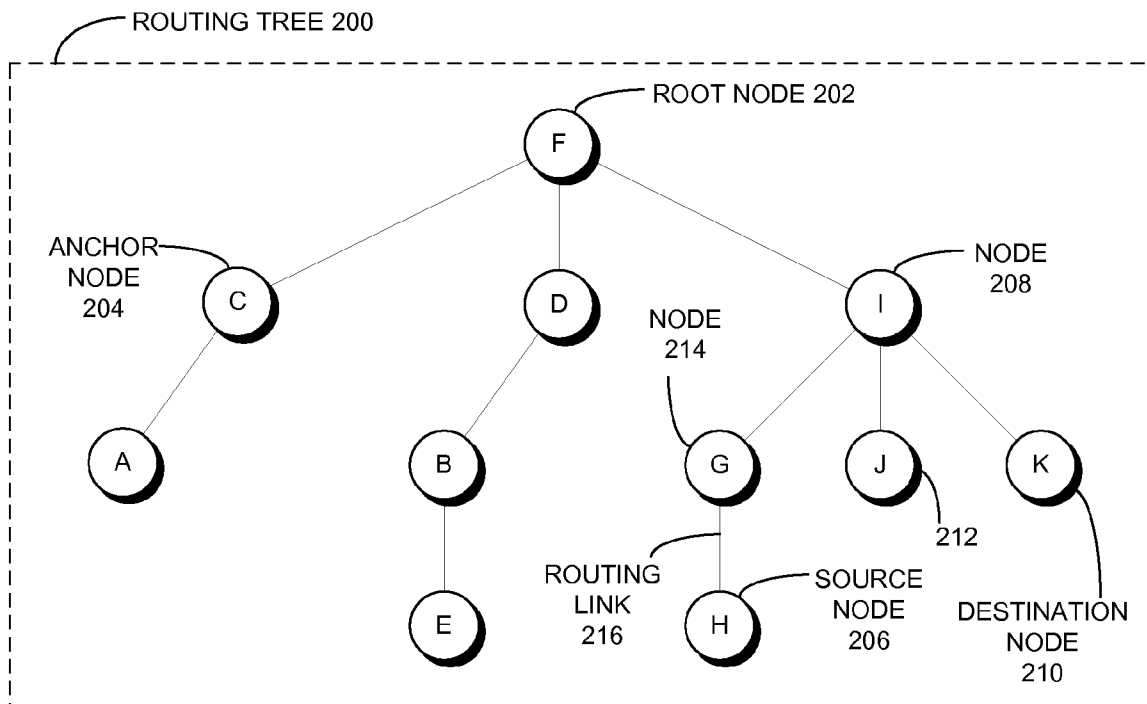 ROUTING TREE 200
ROOT NODE 202
F
ANCHOR
NODE
204
C
D
I
NODE
208
NODE
214
A
B
G
J
K
212
ROUTING
LINK
216
E
H
SOURCE
NODE
206
DESTINATION
NODE
210